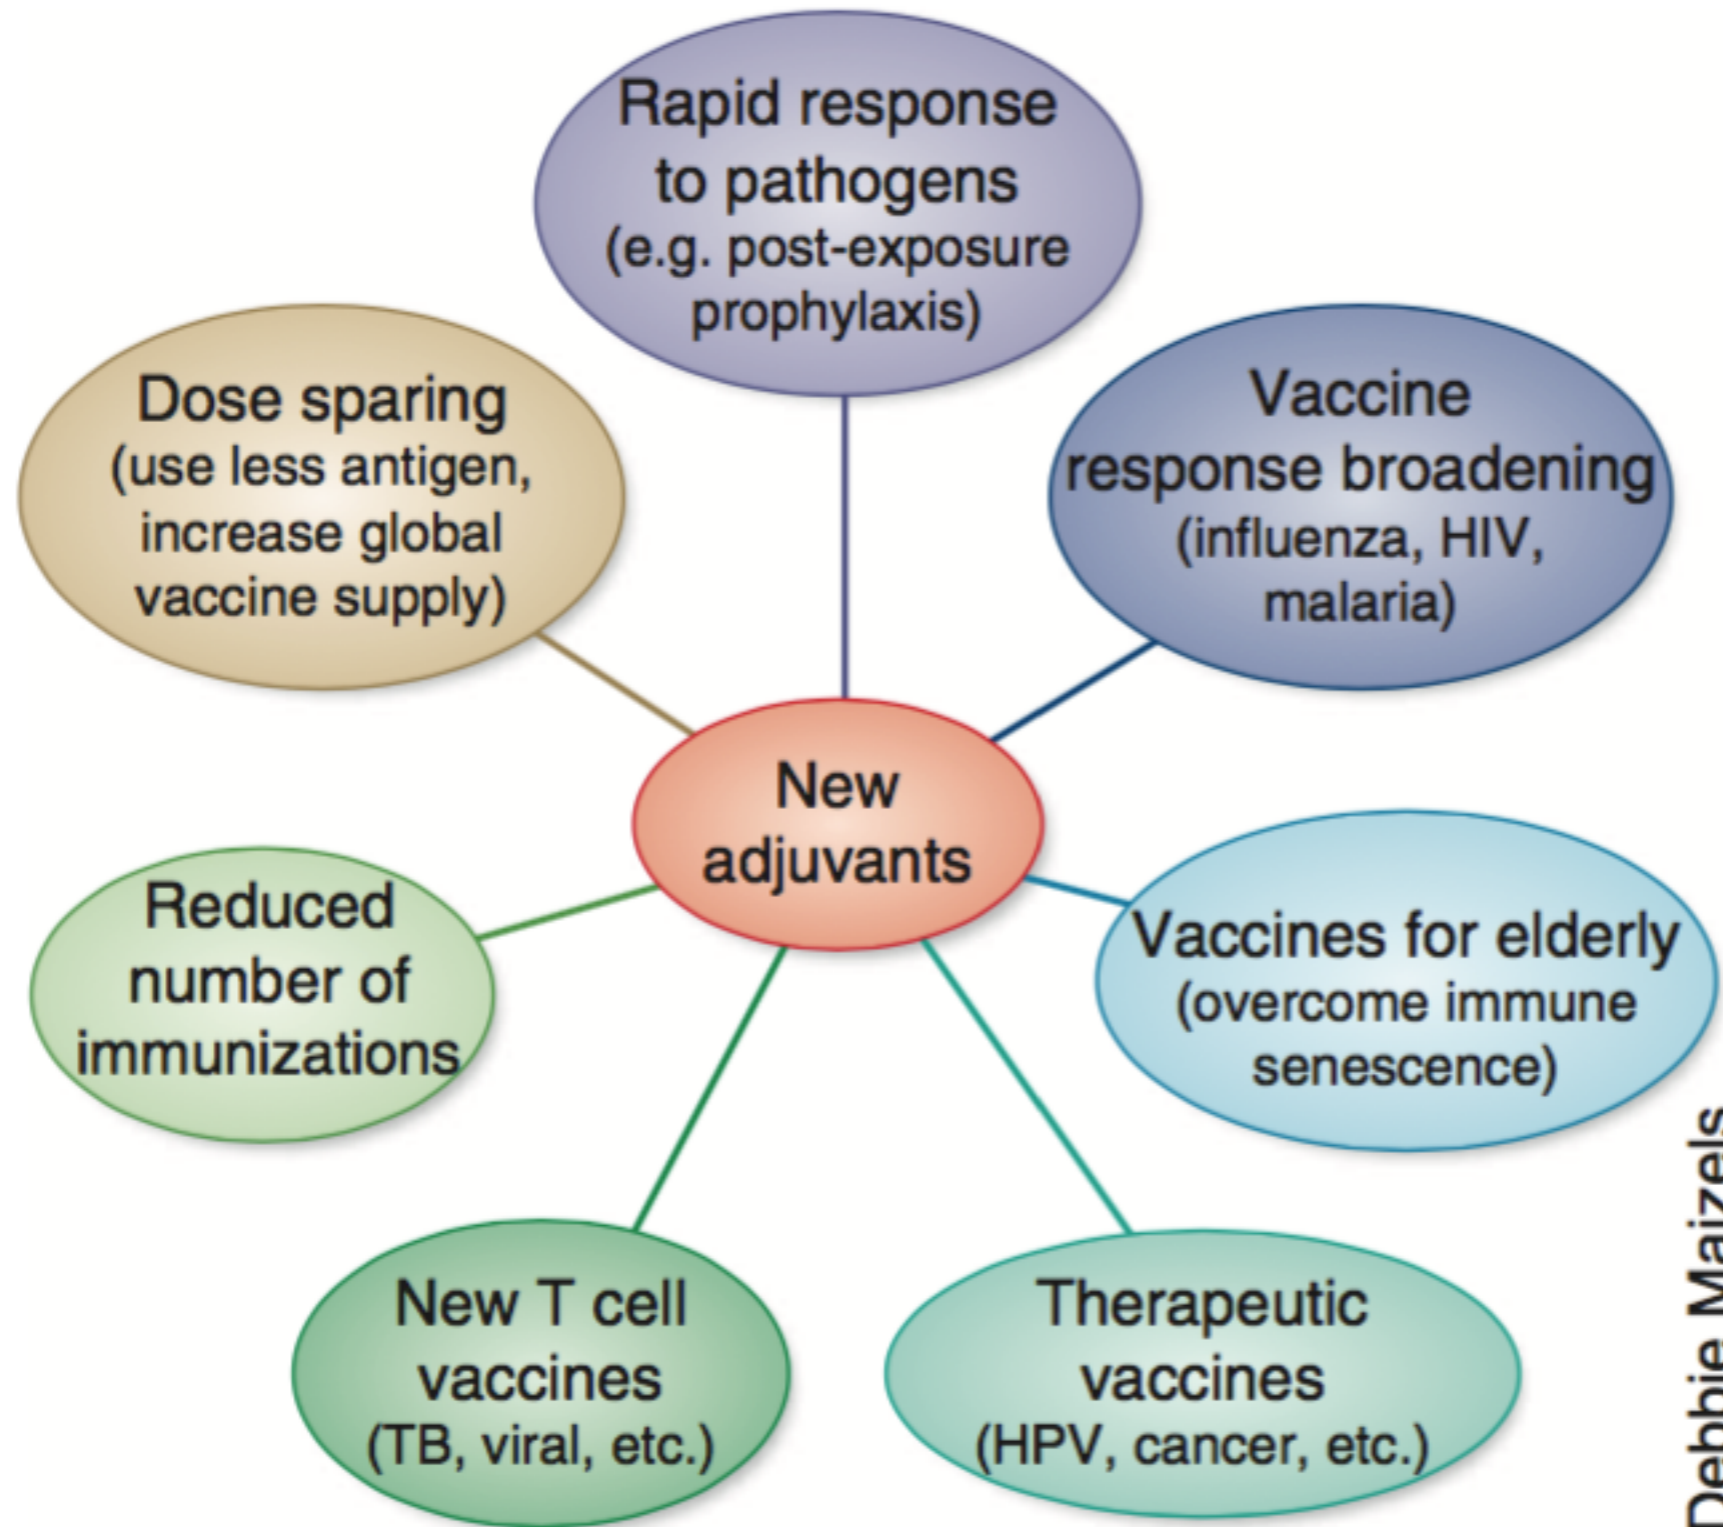 Rapid response
to pathogens
(e.g. post-exposure
prophylaxis)
Dose sparing
(use less antigen,
increase global
vaccine supply)
Vaccine
response broadening
(influenza, HIV,
malaria)
New
adjuvants
Reduced
number of
immunizations
Vaccines for elderly
(overcome immune
senescence)
New T cell
vaccines
(TB, viral, etc.)
Therapeutic
vaccines
(HPV, cancer, etc.)
Debbie Maizels